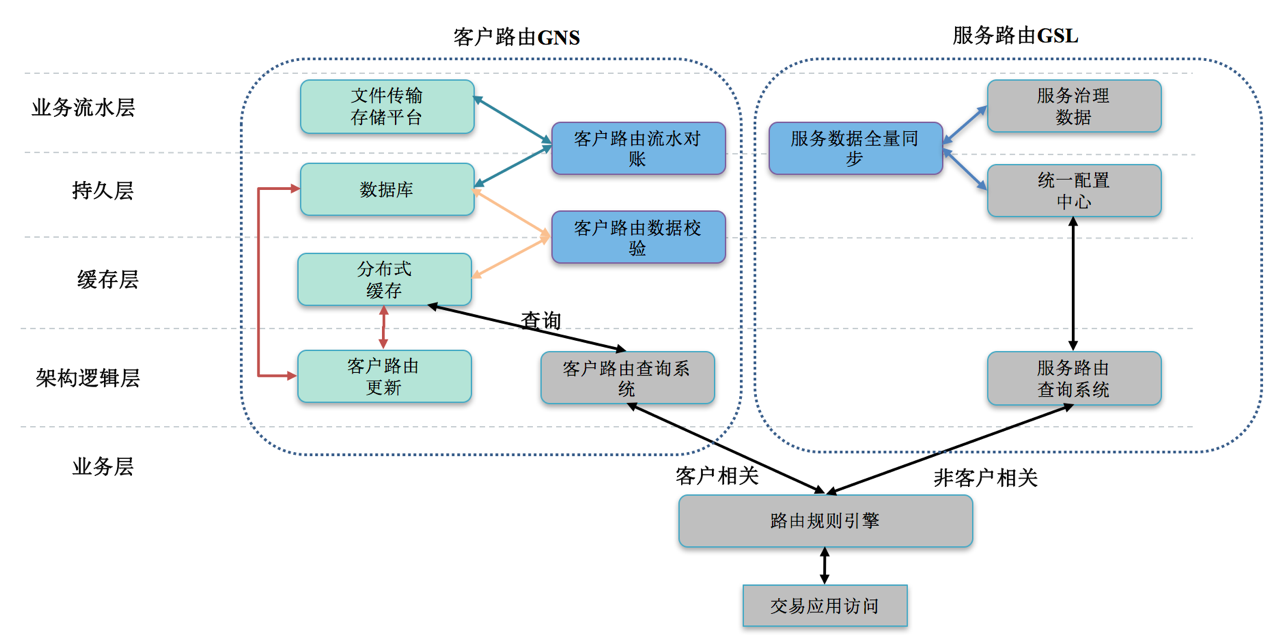 客户路由GNS
服务路由GSL
业务流水层
文件传输
存储平台
客户路由流水对
账
服务数据全量同
步
服务治理
数据
持久层
数据库
统一配置
中心
客户路由数据校
验
缓存层
分布式
缓存
查询
架构逻辑层
客户路由
更新
客户路由查询系
统
服务路由
查询系统
业务层
客户相关
非客户相关
路由规则引擎
交易应用访问